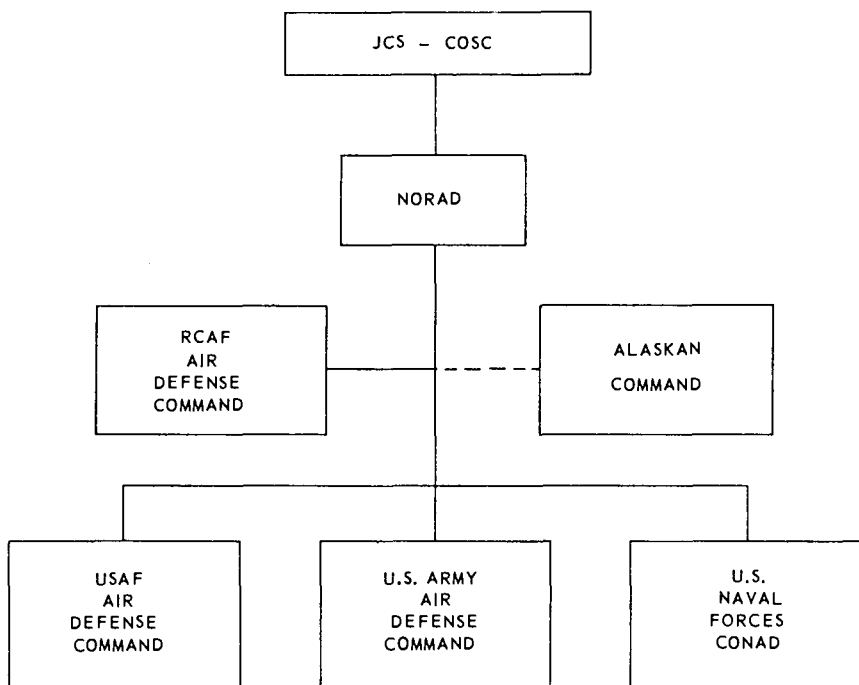 JCS – COSC
NORAD
RCAF
AIR
DEFENSE
COMMAND
ALASKAN
COMMAND
USAF
AIR
DEFENSE
COMMAND
U.S. ARMY
AIR
DEFENSE
COMMAND
U.S.
NAVAL
FORCES
CONAD